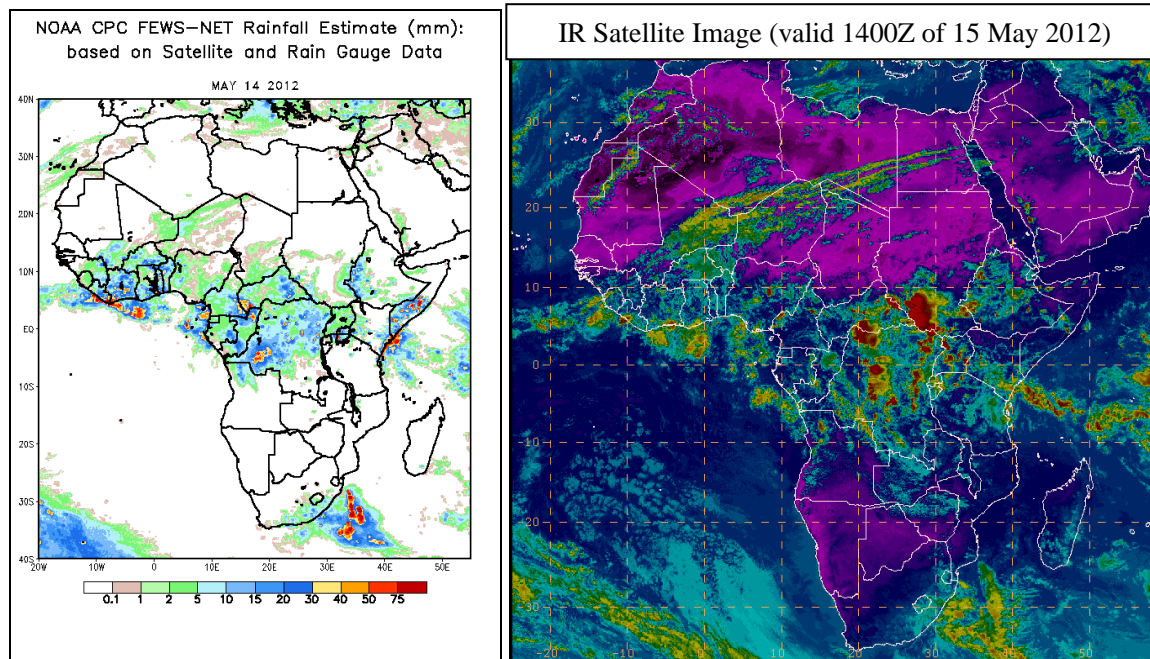 NOAA CPC FEWS-NET Rainfall Estimate (mm):
based on Satellite and Rain Gauge Data
MAY 14 2012
40N
30N
20N
10N
EQ
10S
20S
30S
40S
20W 10W 0 10E 20E 30E 40E 50E
0.1 1 2 5 10 15 20 30 40 50 75
IR Satellite Image (valid 1400Z of 15 May 2012)
30
20
10
0
-10
-20
-30
-20 -10 0 10 20 30 40 50